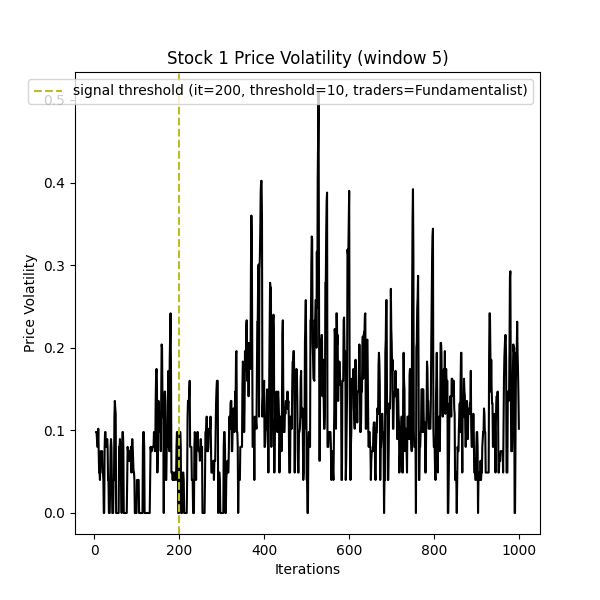 Stock 1 Price Volatility (window 5)
signal threshold (it=200, threshold=10, traders=Fundamentalist)
0.5
0.4
0.3
0.2
0.1
0.0
Price Volatility
0 200 400 600 800 1000
Iterations